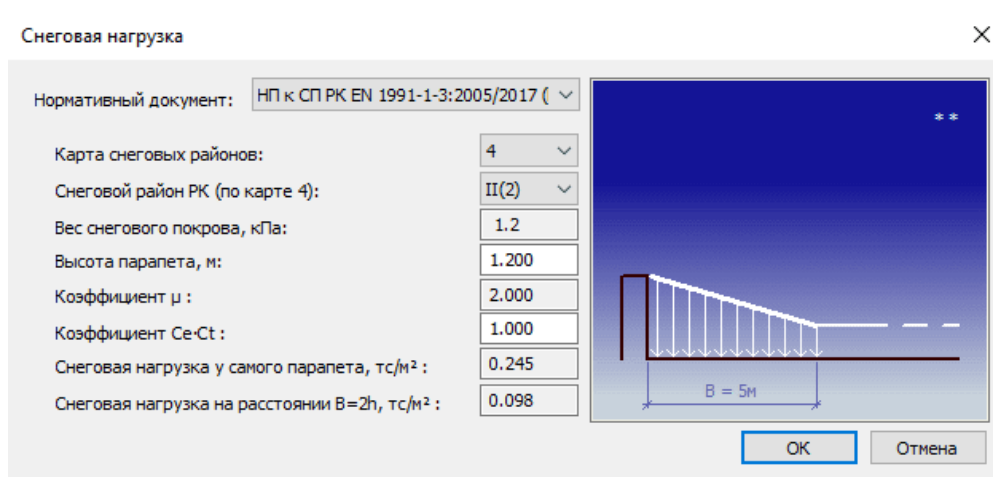 Снеговая нагрузка
Нормативный документ: НП к СП РК EN 1991-1-3:2005/2017 (
Карта снеговых районов: 4
Снеговой район РК (по карте 4): II(2)
Вес снегового покрова, кПа: 1.2
Высота парапета, м: 1.200
Коэффициент μ : 2.000
Коэффициент Ce·Ct : 1.000
Снеговая нагрузка у самого парапета, тс/м² : 0.245
Снеговая нагрузка на расстоянии B=2h, тс/м² : 0.098
**
B = 5м
ОК Отмена